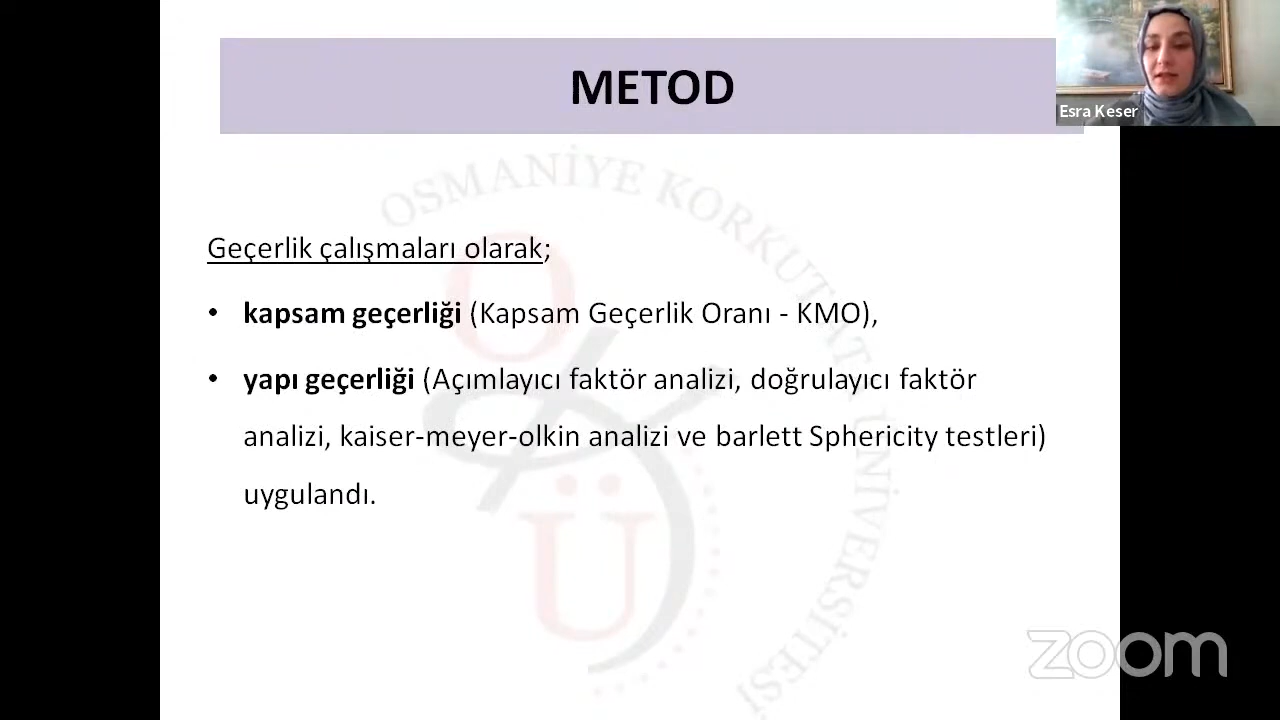 METOD
Esra Keser
OSMANİYE KORKUT ATA ÜNİVERSİTESİ
Geçerlik çalışmaları olarak;
• kapsam geçerliği (Kapsam Geçerlik Oranı - KMO),
• yapı geçerliği (Açımlayıcı faktör analizi, doğrulayıcı faktör
analizi, kaiser-meyer-olkin analizi ve barlett Sphericity testleri)
uygulandı.
zoom